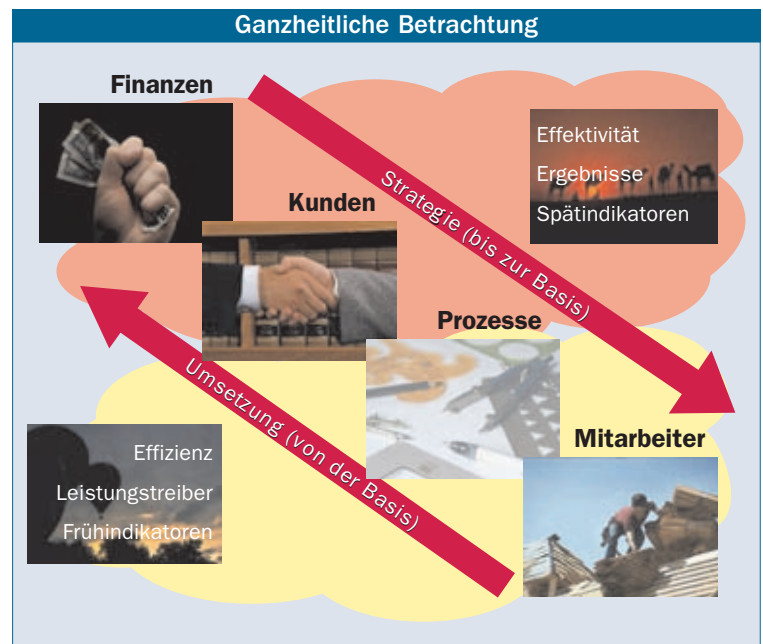 Ganzheitliche Betrachtung
Finanzen
Effektivität
Ergebnisse
Spätindikatoren
Strategie (bis zur Basis)
Kunden
Prozesse
Umsetzung (von der Basis)
Mitarbeiter
Effizienz
Leistungstreiber
Frühindikatoren